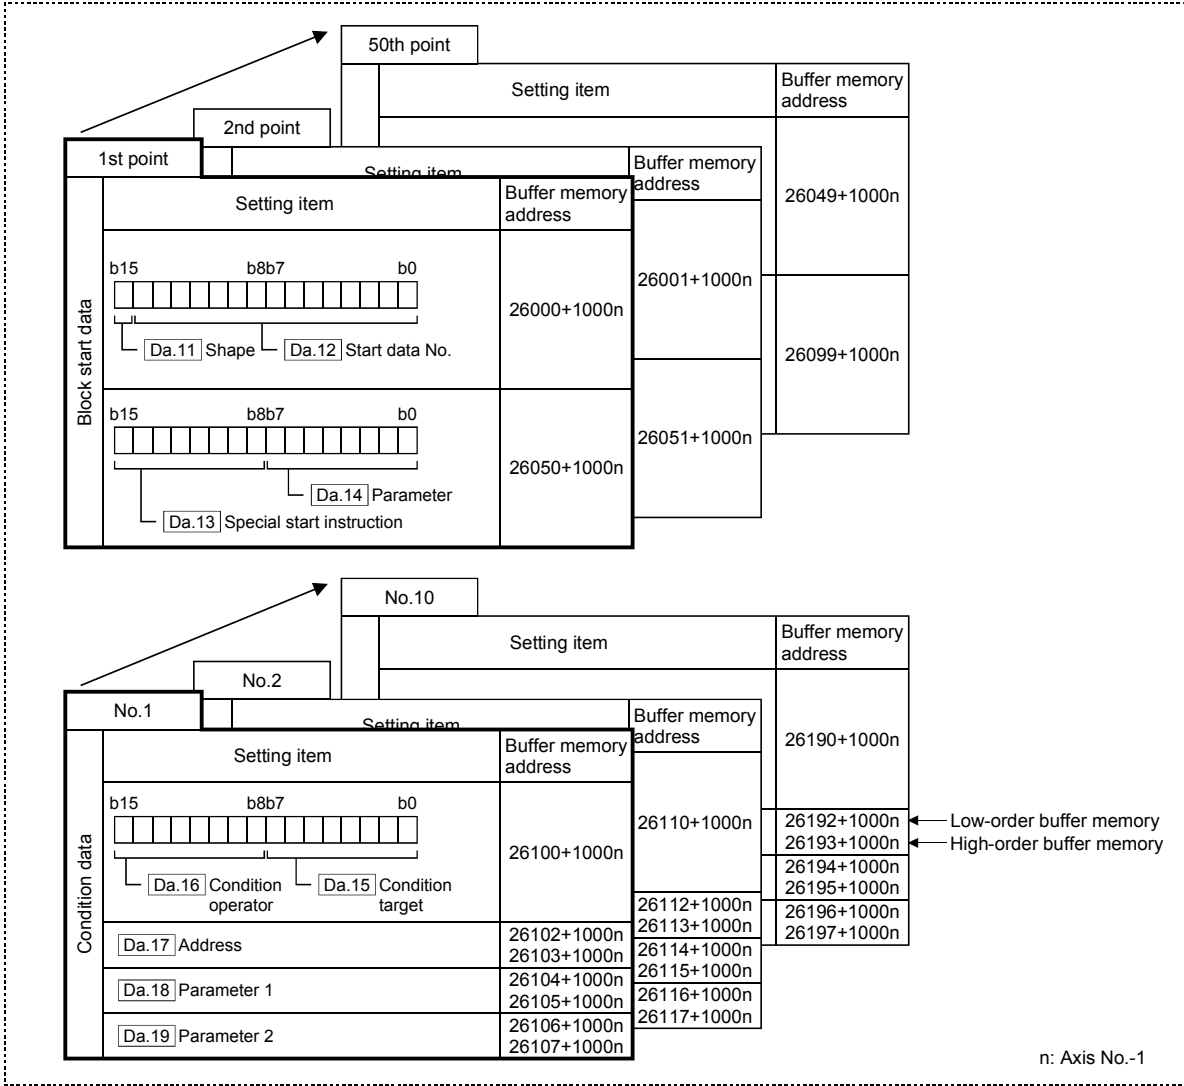 50th point
Setting item
Buffer memory
address
26049+1000n
26099+1000n
2nd point
Setting item
Buffer memory
address
26001+1000n
26051+1000n
1st point
Block start data
Setting item
Buffer memory
address
b15 b8b7 b0
Da.11 Shape Da.12 Start data No.
26000+1000n
b15 b8b7 b0
Da.14 Parameter
Da.13 Special start instruction
26050+1000n
No.10
Setting item
Buffer memory
address
26190+1000n
26192+1000n
Low-order buffer memory
26193+1000n
High-order buffer memory
26194+1000n
26195+1000n
26196+1000n
26197+1000n
No.2
Setting item
Buffer memory
address
26110+1000n
26112+1000n
26113+1000n
26114+1000n
26115+1000n
26116+1000n
26117+1000n
No.1
Condition data
Setting item
Buffer memory
address
b15 b8b7 b0
Da.16 Condition
operator
Da.15 Condition
target
26100+1000n
Da.17 Address
26102+1000n
26103+1000n
Da.18 Parameter 1
26104+1000n
26105+1000n
Da.19 Parameter 2
26106+1000n
26107+1000n
n: Axis No.-1